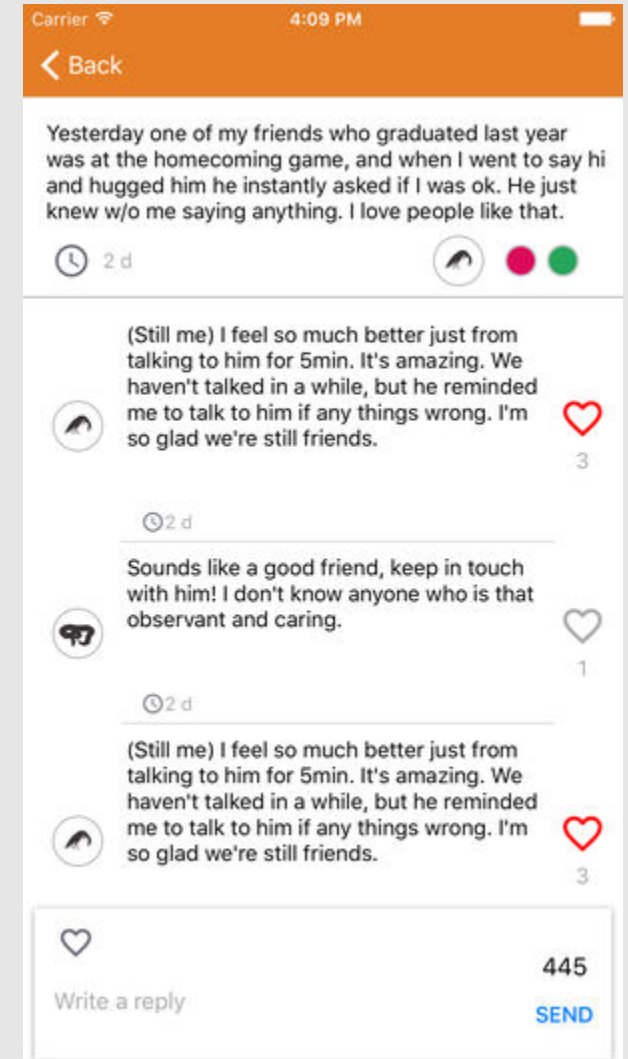 Carrier 4:09 PM
Back
Yesterday one of my friends who graduated last year
was at the homecoming game, and when I went to say hi
and hugged him he instantly asked if I was ok. He just
knew w/o me saying anything. I love people like that.
2 d
(Still me) I feel so much better just from
talking to him for 5min. It's amazing. We
haven't talked in a while, but he reminded
me to talk to him if any things wrong. I'm
so glad we're still friends.
3
2 d
Sounds like a good friend, keep in touch
with him! I don't know anyone who is that
observant and caring.
1
2 d
(Still me) I feel so much better just from
talking to him for 5min. It's amazing. We
haven't talked in a while, but he reminded
me to talk to him if any things wrong. I'm
so glad we're still friends.
3
445
Write a reply
SEND